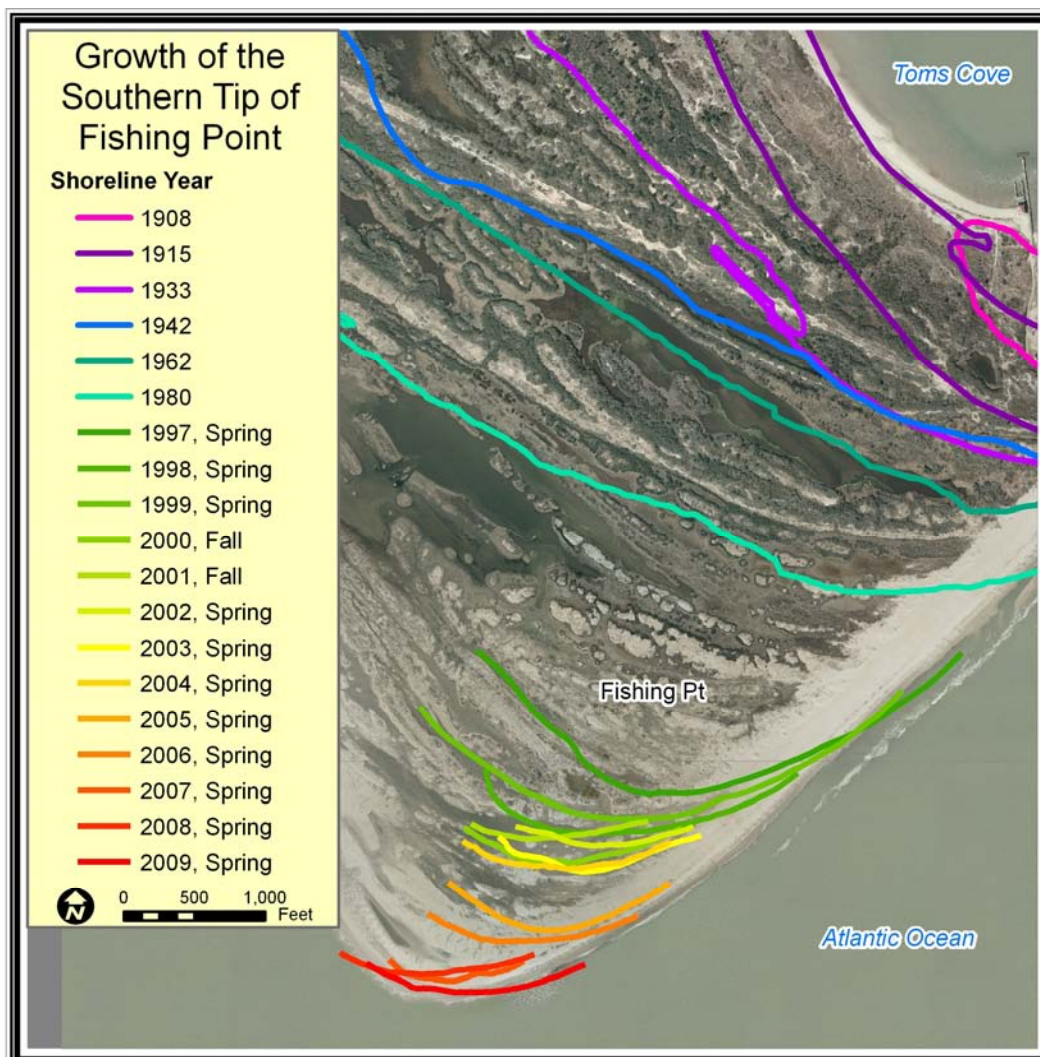 Growth of the
Southern Tip of
Fishing Point
Shoreline Year
1908
1915
1933
1942
1962
1980
1997, Spring
1998, Spring
1999, Spring
2000, Fall
2001, Fall
2002, Spring
2003, Spring
2004, Spring
2005, Spring
2006, Spring
2007, Spring
2008, Spring
2009, Spring
N
0 500 1,000
Feet
Toms Cove
Fishing Pt
Atlantic Ocean